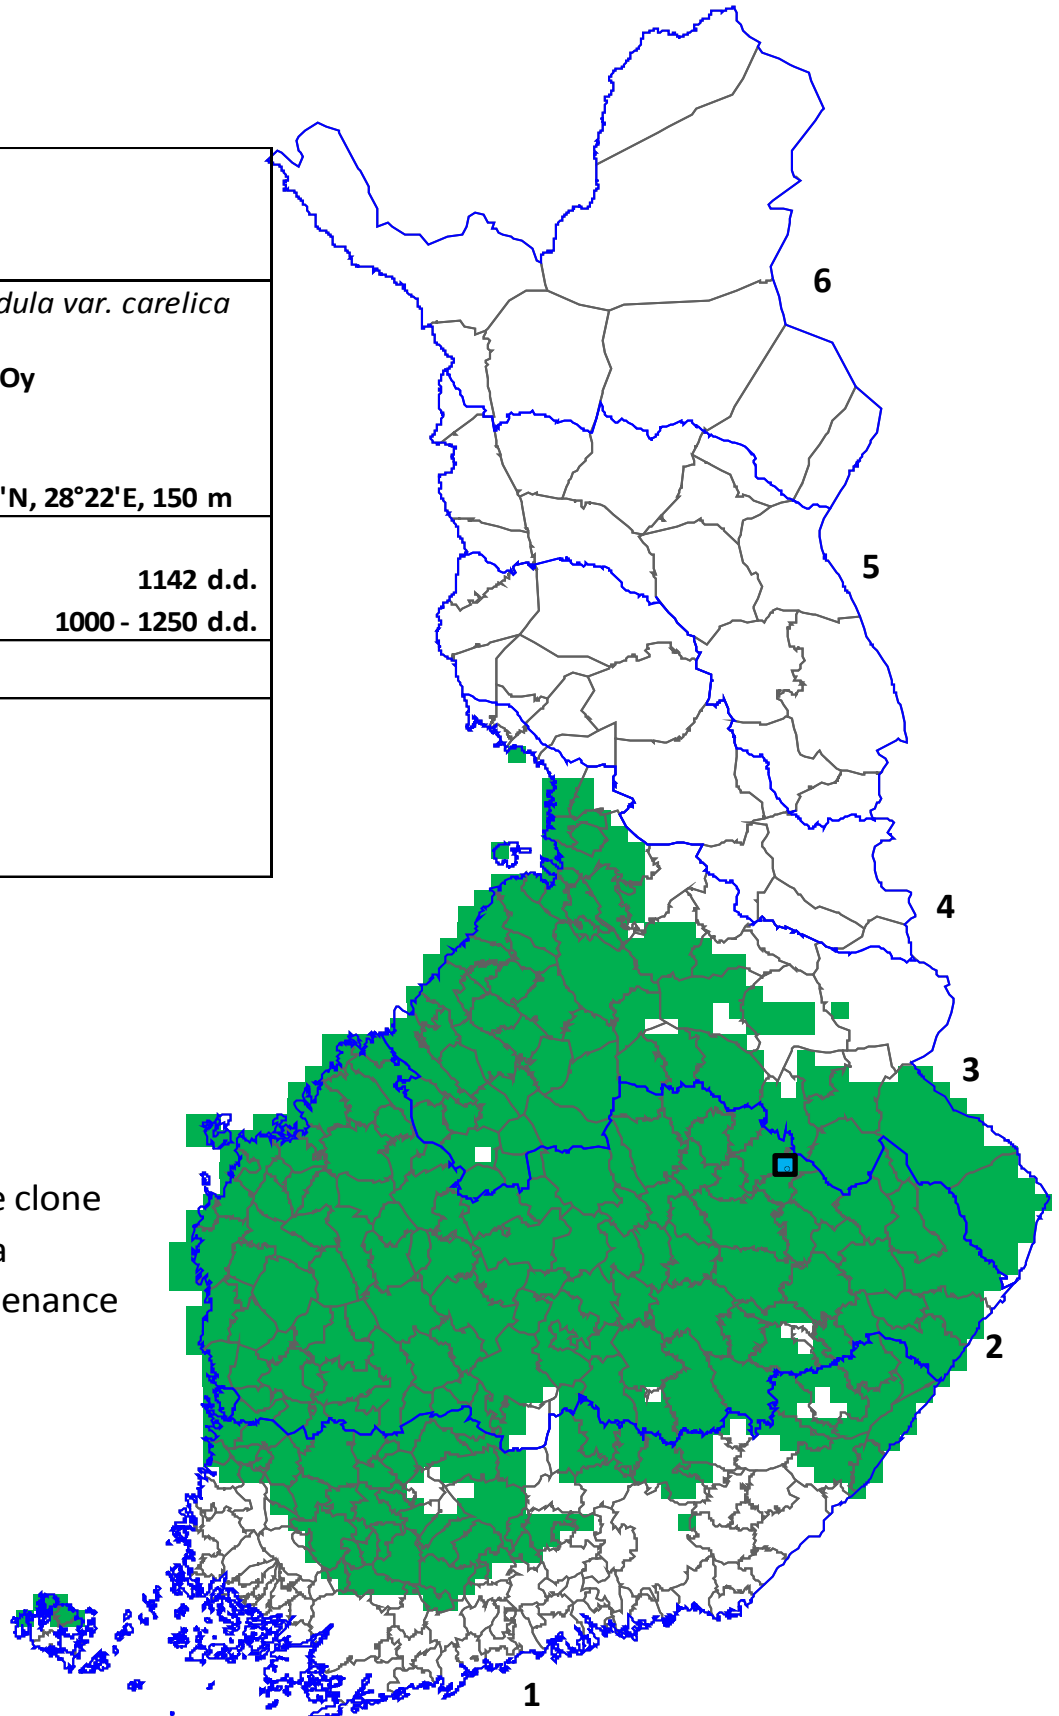 6
dula var. carelica
Oy
'N, 28°22'E, 150 m
5
1142 d.d.
1000 - 1250 d.d.
4
3
e clone
a
enance
2
1